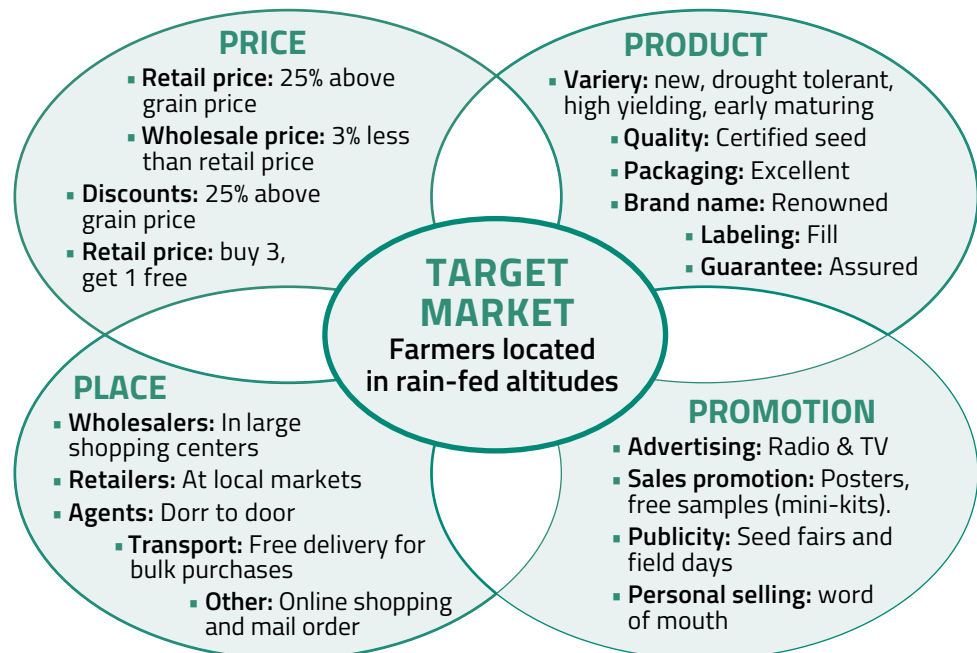 PRICE
▪ Retail price: 25% above
grain price
▪ Wholesale price: 3% less
than retail price
▪ Discounts: 25% above
grain price
▪ Retail price: buy 3,
get 1 free
PRODUCT
▪ Variery: new, drought tolerant,
high yielding, early maturing
▪ Quality: Certified seed
▪ Packaging: Excellent
▪ Brand name: Renowned
▪ Labeling: Fill
▪ Guarantee: Assured
TARGET
MARKET
Farmers located
in rain-fed altitudes
PLACE
▪ Wholesalers: In large
shopping centers
▪ Retailers: At local markets
▪ Agents: Dorr to door
▪ Transport: Free delivery for
bulk purchases
▪ Other: Online shopping
and mail order
PROMOTION
▪ Advertising: Radio & TV
▪ Sales promotion: Posters,
free samples (mini-kits).
▪ Publicity: Seed fairs and
field days
▪ Personal selling: word
of mouth